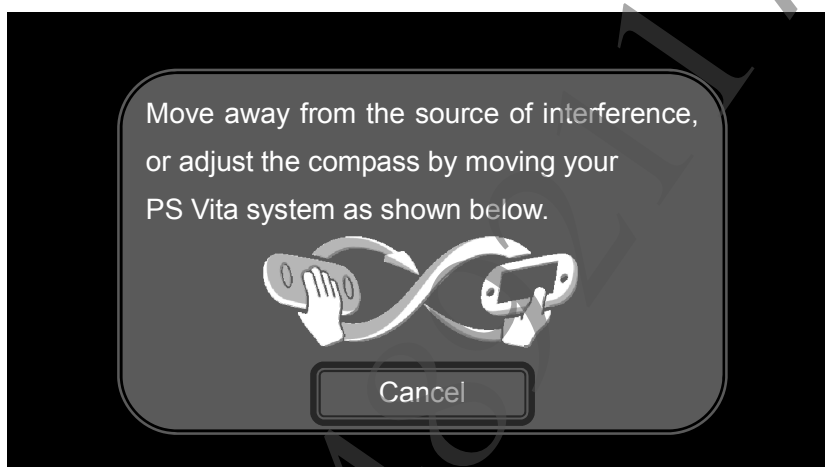 Move away from the source of interference,
or adjust the compass by moving your
PS Vita system as shown below.
Cancel